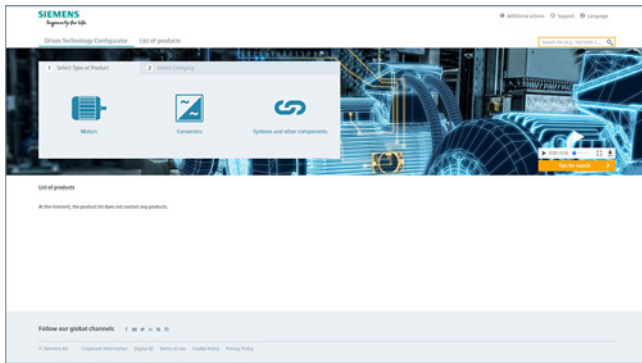 SIEMENS
Ingenuity for life
Additional actions Support Language
Drive Technology Configurator List of products
1 Select Type of Product 2 Select Category
Motors Converters Systems and other components
Tips for search
List of products
At the moment, the product list does not contain any products.
Follow our global channels
© Siemens AG Corporate Information Digital ID Terms of use Cookie Policy Privacy Policy